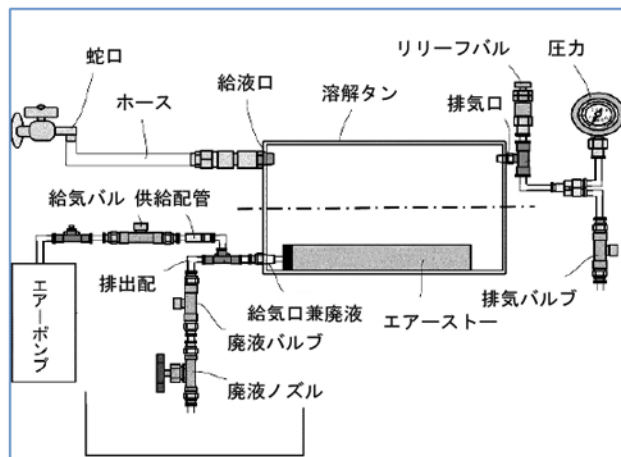 リリーフバル
圧力
蛇口
給液口
溶解タン
排気口
ホース
給気バル
供給配管
排出配
給気口兼廃液
エアーストー
排気バルブ
エアーポンプ
廃液バルブ
廃液ノズル